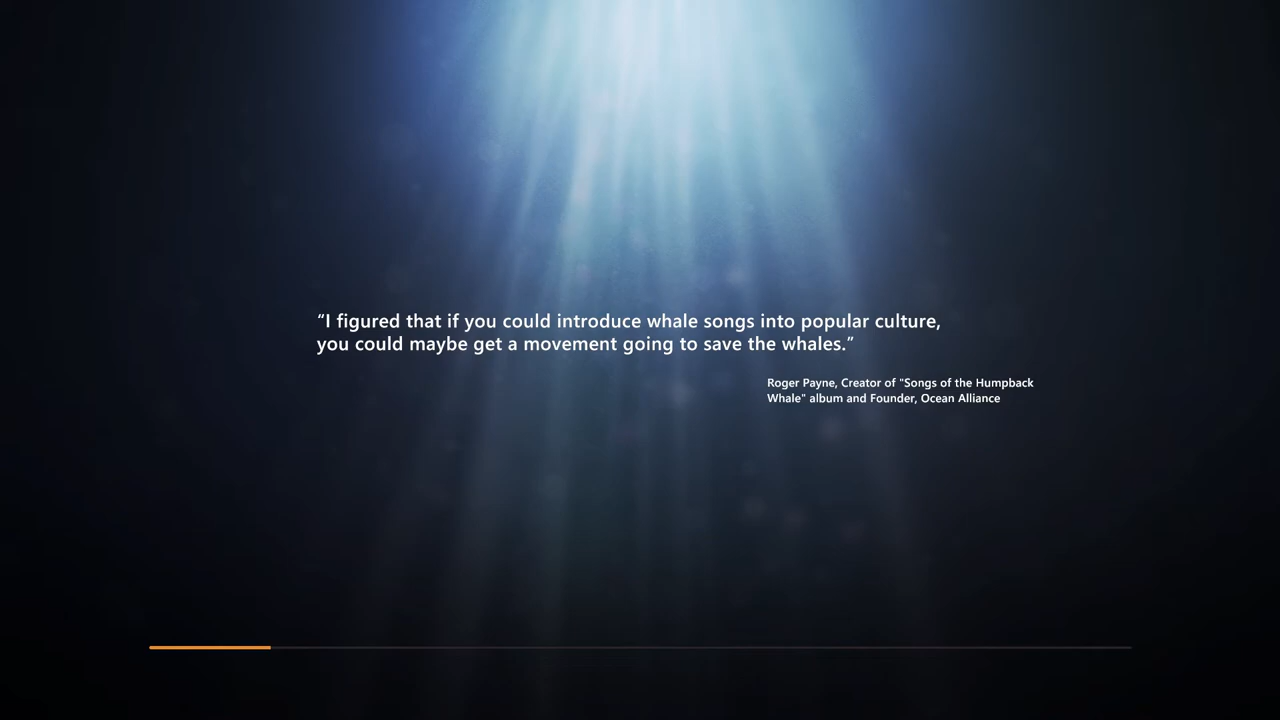 “I figured that if you could introduce whale songs into popular culture,
you could maybe get a movement going to save the whales.”
Roger Payne, Creator of "Songs of the Humpback
Whale" album and Founder, Ocean Alliance